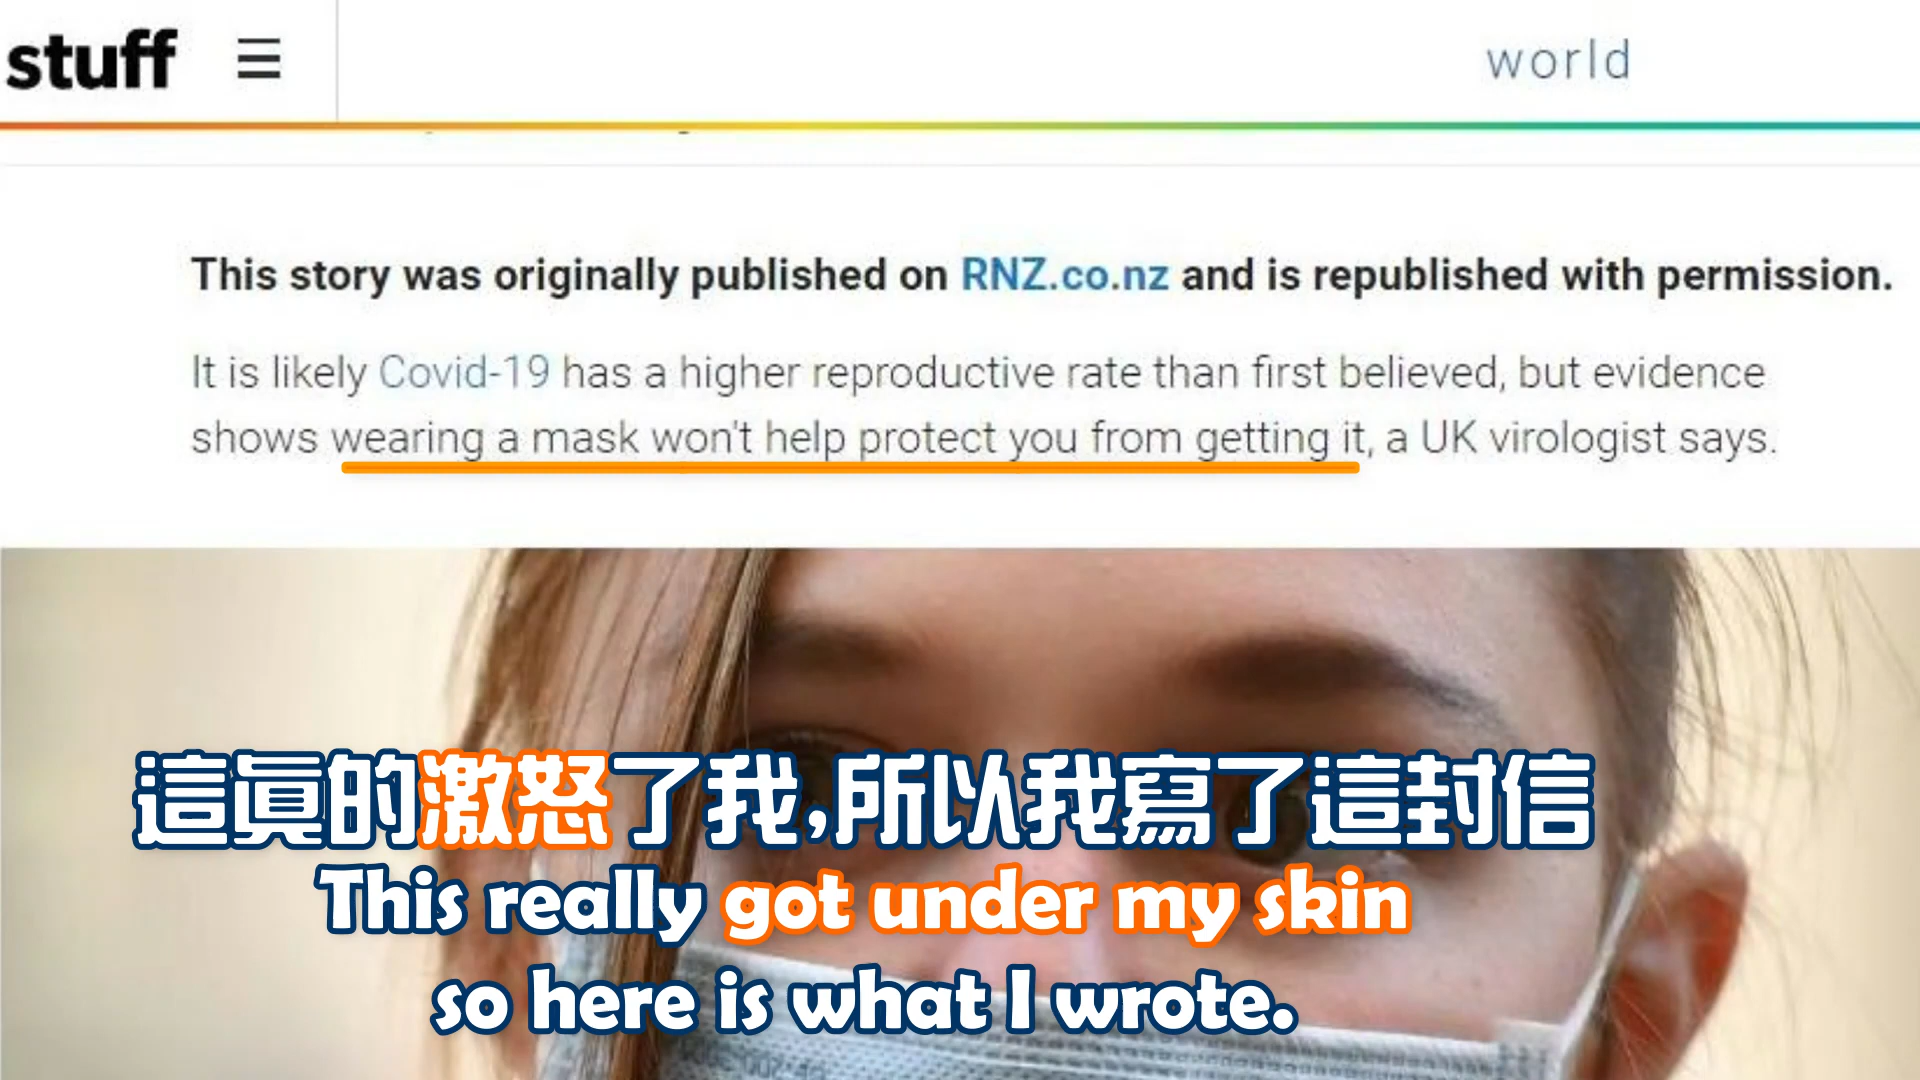 stuff
world
This story was originally published on RNZ.co.nz and is republished with permission.
It is likely Covid-19 has a higher reproductive rate than first believed, but evidence
shows wearing a mask won't help protect you from getting it, a UK virologist says.
這真的激怒了我,所以我寫了這封信
This really got under my skin
so here is what I wrote.